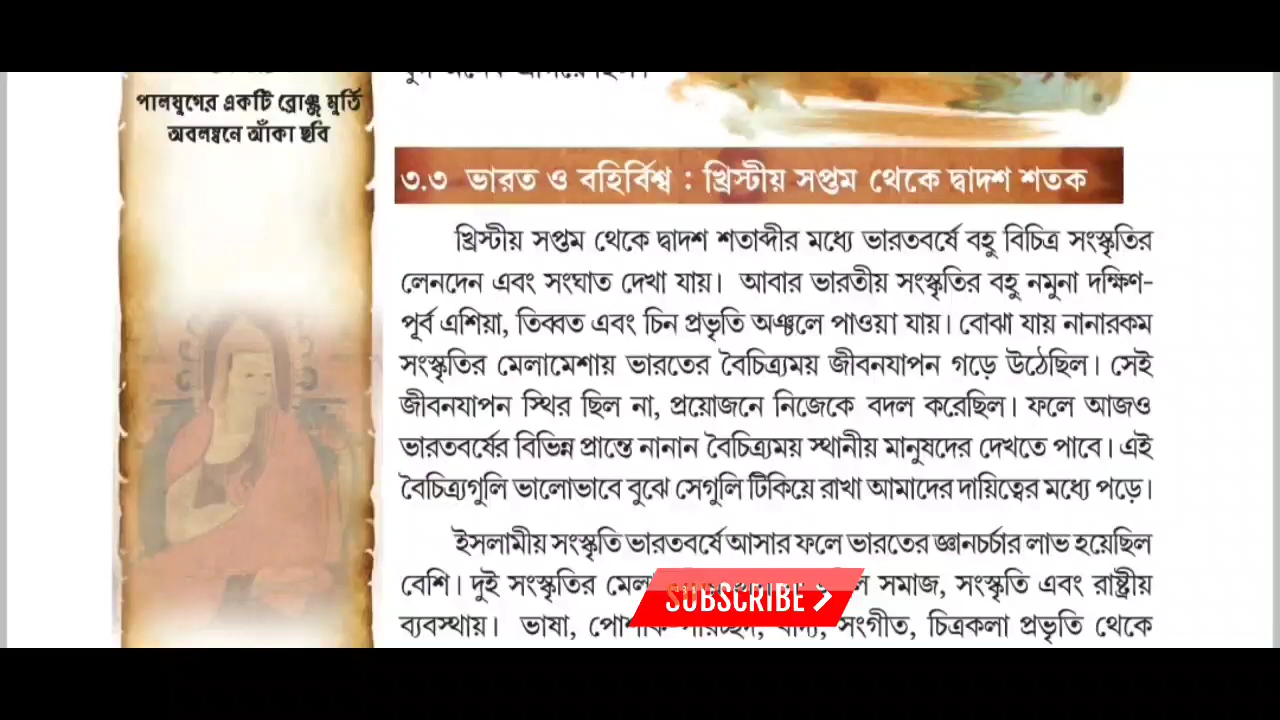 পালযুগের একটি ব্রোঞ্জ মূর্তি
অবলম্বনে আঁকা ছবি
৩.৩ ভারত ও বহির্বিশ্ব : খ্রিস্টীয় সপ্তম থেকে দ্বাদশ শতক
খ্রিস্টীয় সপ্তম থেকে দ্বাদশ শতাব্দীর মধ্যে ভারতবর্ষে বহু বিচিত্র সংস্কৃতির
লেনদেন এবং সংঘাত দেখা যায়। আবার ভারতীয় সংস্কৃতির বহু নমুনা দক্ষিণ-
পূর্ব এশিয়া, তিব্বত এবং চিন প্রভৃতি অঞ্চলে পাওয়া যায়। বোঝা যায় নানারকম
সংস্কৃতির মেলামেশায় ভারতের বৈচিত্র্যময় জীবনযাপন গড়ে উঠেছিল। সেই
জীবনযাপন স্থির ছিল না, প্রয়োজনে নিজেকে বদল করেছিল। ফলে আজও
ভারতবর্ষের বিভিন্ন প্রান্তে নানান বৈচিত্র্যময় স্থানীয় মানুষদের দেখতে পাবে। এই
বৈচিত্র্যগুলি ভালোভাবে বুঝে সেগুলি টিকিয়ে রাখা আমাদের দায়িত্বের মধ্যে পড়ে।
ইসলামীয় সংস্কৃতি ভারতবর্ষে আসার ফলে ভারতের জ্ঞানচর্চার লাভ হয়েছিল
বেশি। দুই সংস্কৃতির সমাজ, সংস্কৃতি এবং রাষ্ট্রীয়
SUBSCRIBE
ব্যবস্থায়। ভাষা, সংগীত, চিত্রকলা প্রভৃতি থেকে